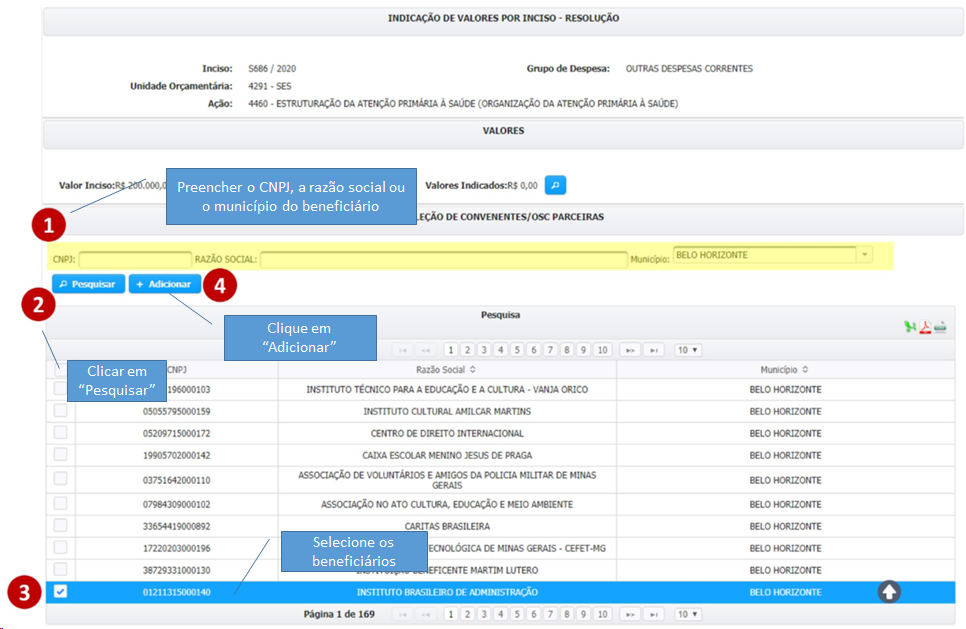 INDICAÇÃO DE VALORES POR INCISO - RESOLUÇÃO
Inciso: S686 / 2020 Grupo de Despesa: OUTRAS DESPESAS CORRENTES
Unidade Orçamentária: 4291 - SES
Ação: 4460 - ESTRUTURAÇÃO DA ATENÇÃO PRIMÁRIA À SAÚDE (ORGANIZAÇÃO DA ATENÇÃO PRIMÁRIA À SAÚDE)
VALORES
Valor Inciso:R$ 200.000,0 Valores Indicados:R$ 0,00
Preencher o CNPJ, a razão social ou
o município do beneficiário
1
LEÇÃO DE CONVENENTES/OSC PARCEIRAS
CNPJ: RAZÃO SOCIAL: Município: BELO HORIZONTE
Pesquisar + Adicionar 4
2
Pesquisa
Clique em
“Adicionar”
1 2 3 4 5 6 7 8 9 10 10
Clicar em
“Pesquisar”
CNPJ Razão Social Município
196000103 INSTITUTO TÉCNICO PARA A EDUCAÇÃO E A CULTURA - VANJA ORICO BELO HORIZONTE
05055795000159 INSTITUTO CULTURAL AMILCAR MARTINS BELO HORIZONTE
05209715000172 CENTRO DE DIREITO INTERNACIONAL BELO HORIZONTE
19905702000142 CAIXA ESCOLAR MENINO JESUS DE PRAGA BELO HORIZONTE
03751642000110 ASSOCIAÇÃO DE VOLUNTÁRIOS E AMIGOS DA POLICIA MILITAR DE MINAS
GERAIS BELO HORIZONTE
07984309000102 ASSOCIAÇÃO NO ATO CULTURA, EDUCAÇÃO E MEIO AMBIENTE BELO HORIZONTE
33654419000892 CARITAS BRASILEIRA BELO HORIZONTE
Selecione os
beneficiários
17220203000196 TECNOLÓGICA DE MINAS GERAIS - CEFET-MG BELO HORIZONTE
38729331000130 INSTITUIÇÃO BENEFICENTE MARTIM LUTERO BELO HORIZONTE
3
01211315000140 INSTITUTO BRASILEIRO DE ADMINISTRAÇÃO BELO HORIZONTE
Página 1 de 169 1 2 3 4 5 6 7 8 9 10 10